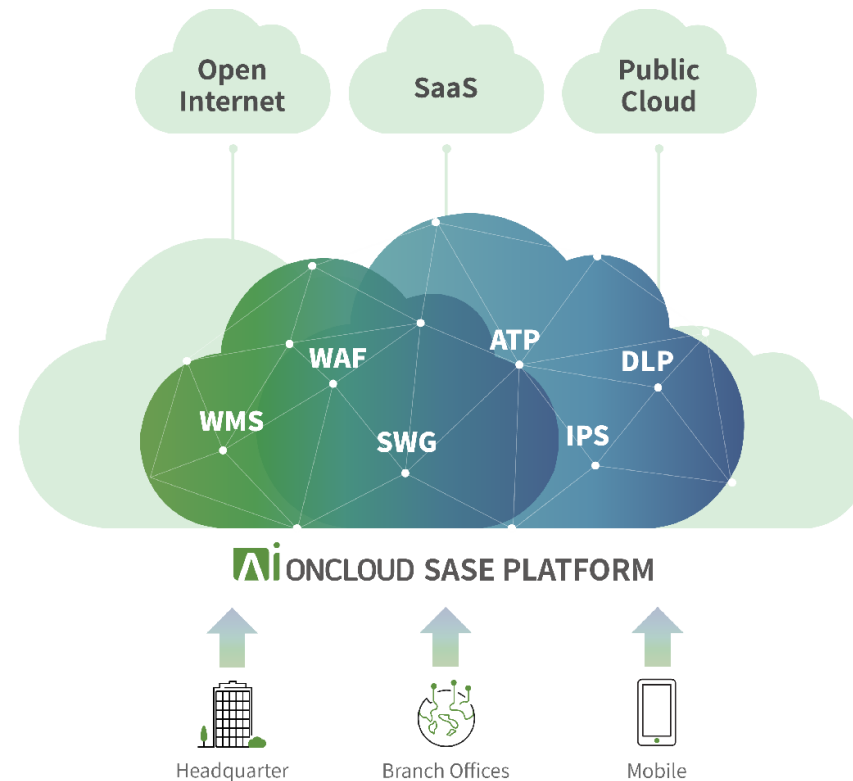 Open
Internet
SaaS
Public
Cloud
ATP
WAF
DLP
WMS
SWG
IPS
Ai ONCLOUD SASE PLATFORM
Headquarter
Branch Offices
Mobile